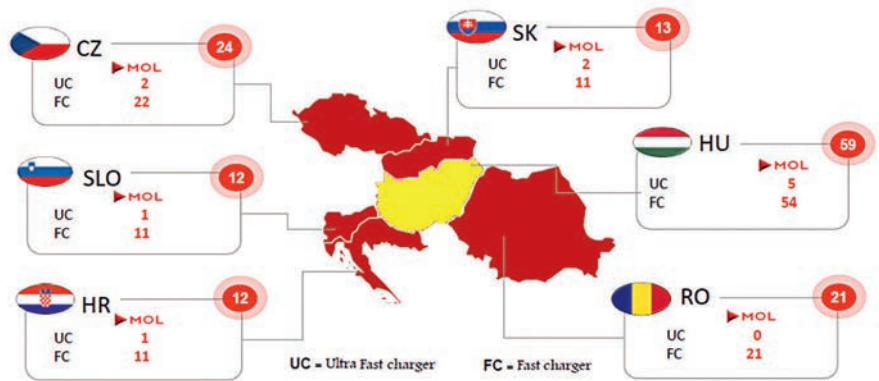 CZ 24
MOL
UC 2
FC 22
SK 13
MOL
UC 2
FC 11
SLO 12
MOL
UC 1
FC 11
HU 59
MOL
UC 5
FC 54
HR 12
MOL
UC 1
FC 11
RO 21
MOL
UC 0
FC 21
UC = Ultra Fast charger
FC = Fast charger